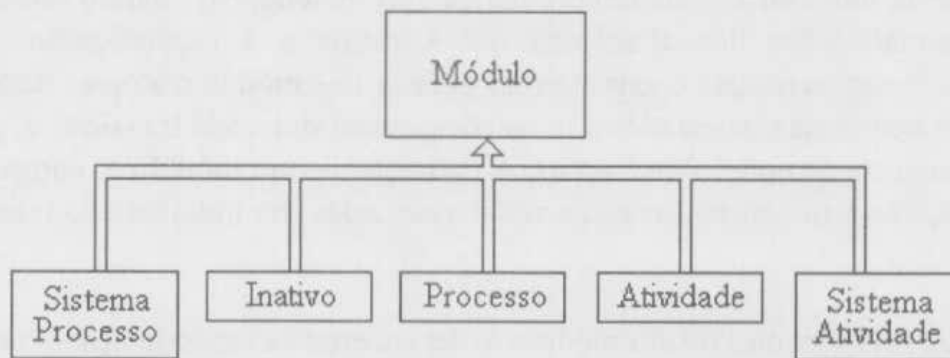 Módulo
Sistema
Processo
Inativo
Processo
Atividade
Sistema
Atividade